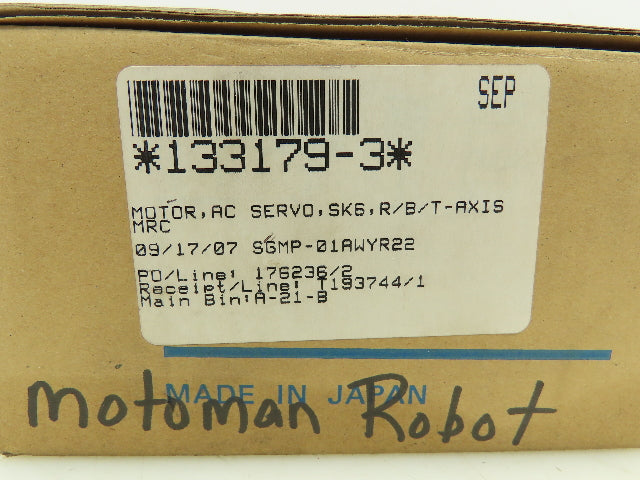 SEP
*133179-3*
MOTOR,AC SERVO,SK6,R/B/T-AXIS
MRC
09/17/07 SGMP-01AWYR22
PO/Line: 176236/2
Receipt/Line: T193744/1
Main Bin:A-21-B
MADE IN JAPAN
Motoman Robot